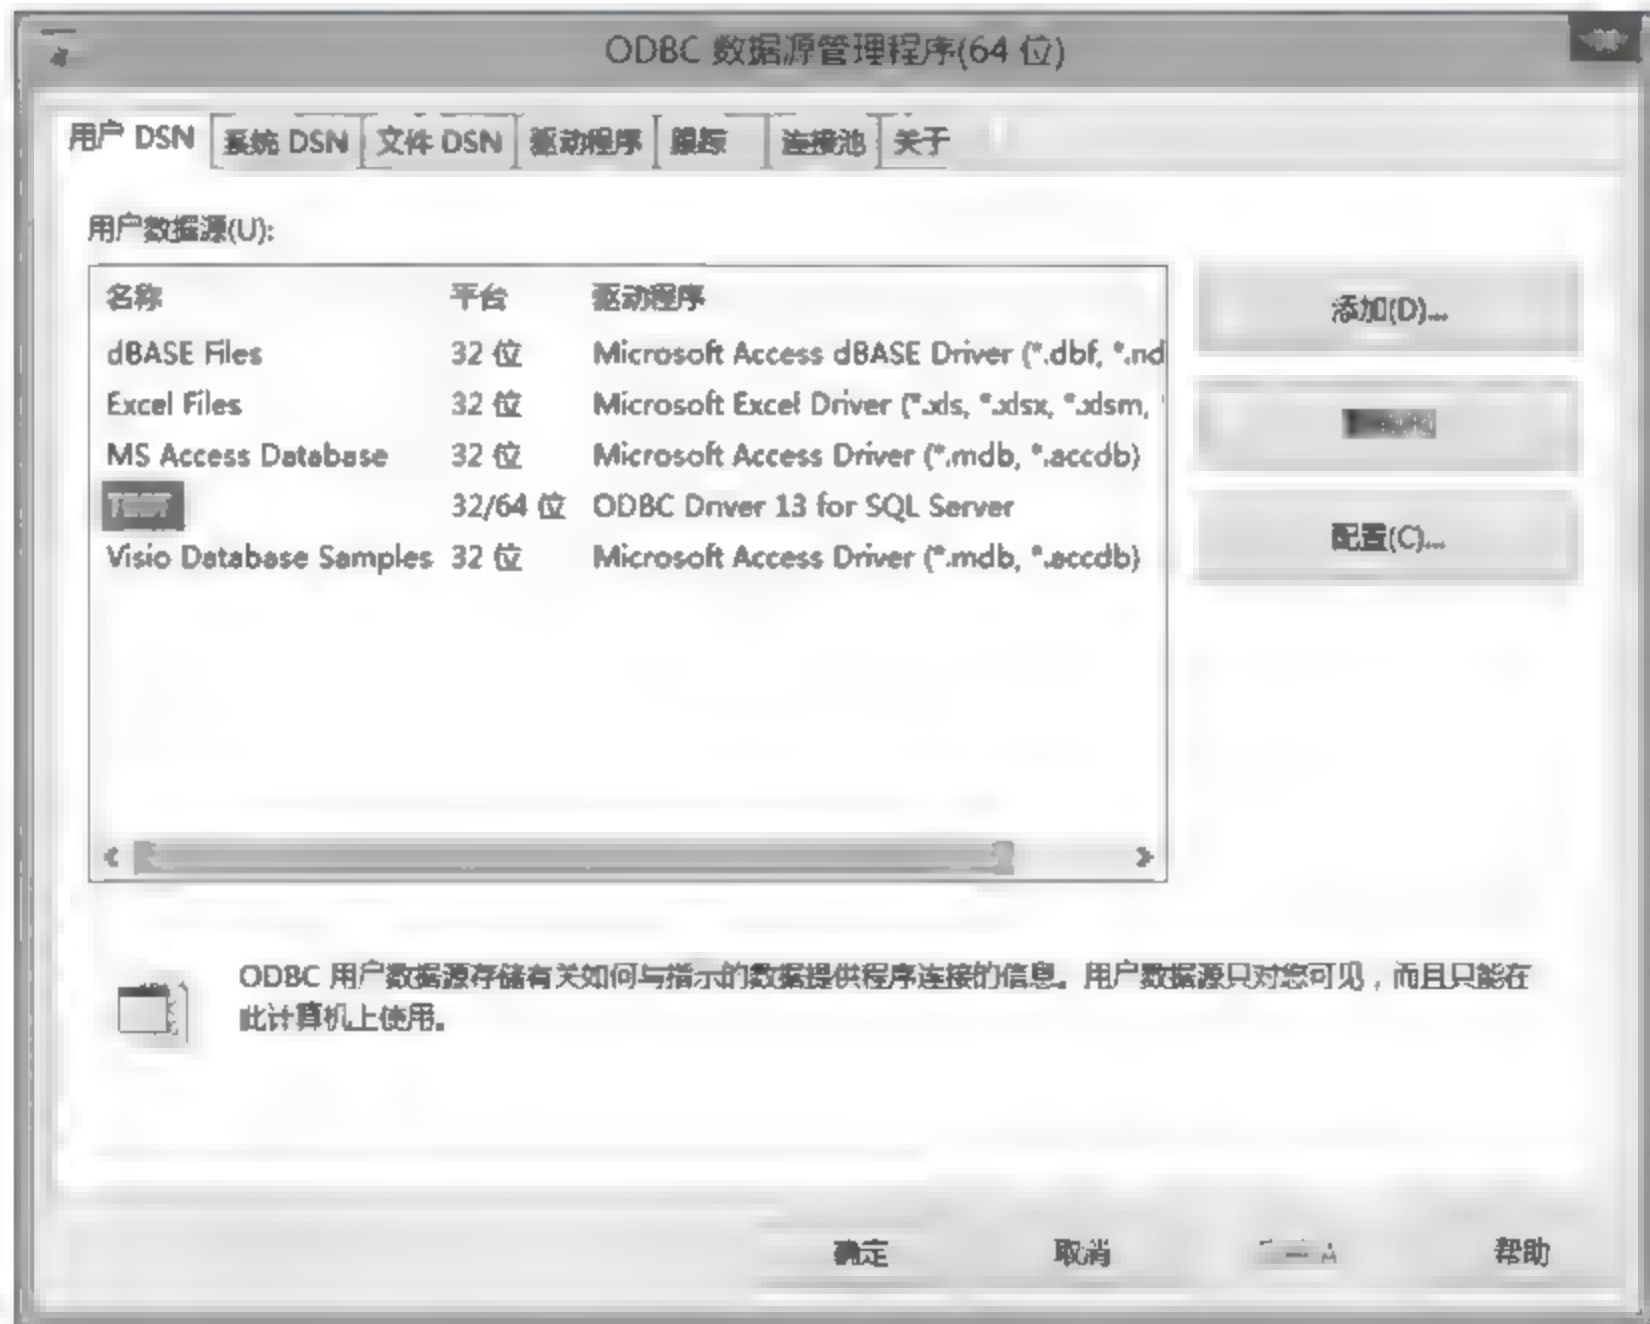 ODBC 数据源管理程序(64 位)
用户 DSN 系统 DSN 文件 DSN 驱动程序 跟踪 连接池 关于
用户数据源(U):
名称 平台 驱动程序
dBASE Files 32 位 Microsoft Access dBASE Driver (*.dbf, *.nd
Excel Files 32 位 Microsoft Excel Driver (*.xls, *.xlsx, *.xlsm, 
MS Access Database 32 位 Microsoft Access Driver (*.mdb, *.accdb)
TEST 32/64 位 ODBC Driver 13 for SQL Server
Visio Database Samples 32 位 Microsoft Access Driver (*.mdb, *.accdb)
添加(D)...
配置(C)...
ODBC 用户数据源存储有关如何与指示的数据提供程序连接的信息。用户数据源只对您可见，而且只能在
此计算机上使用。
确定 取消 帮助